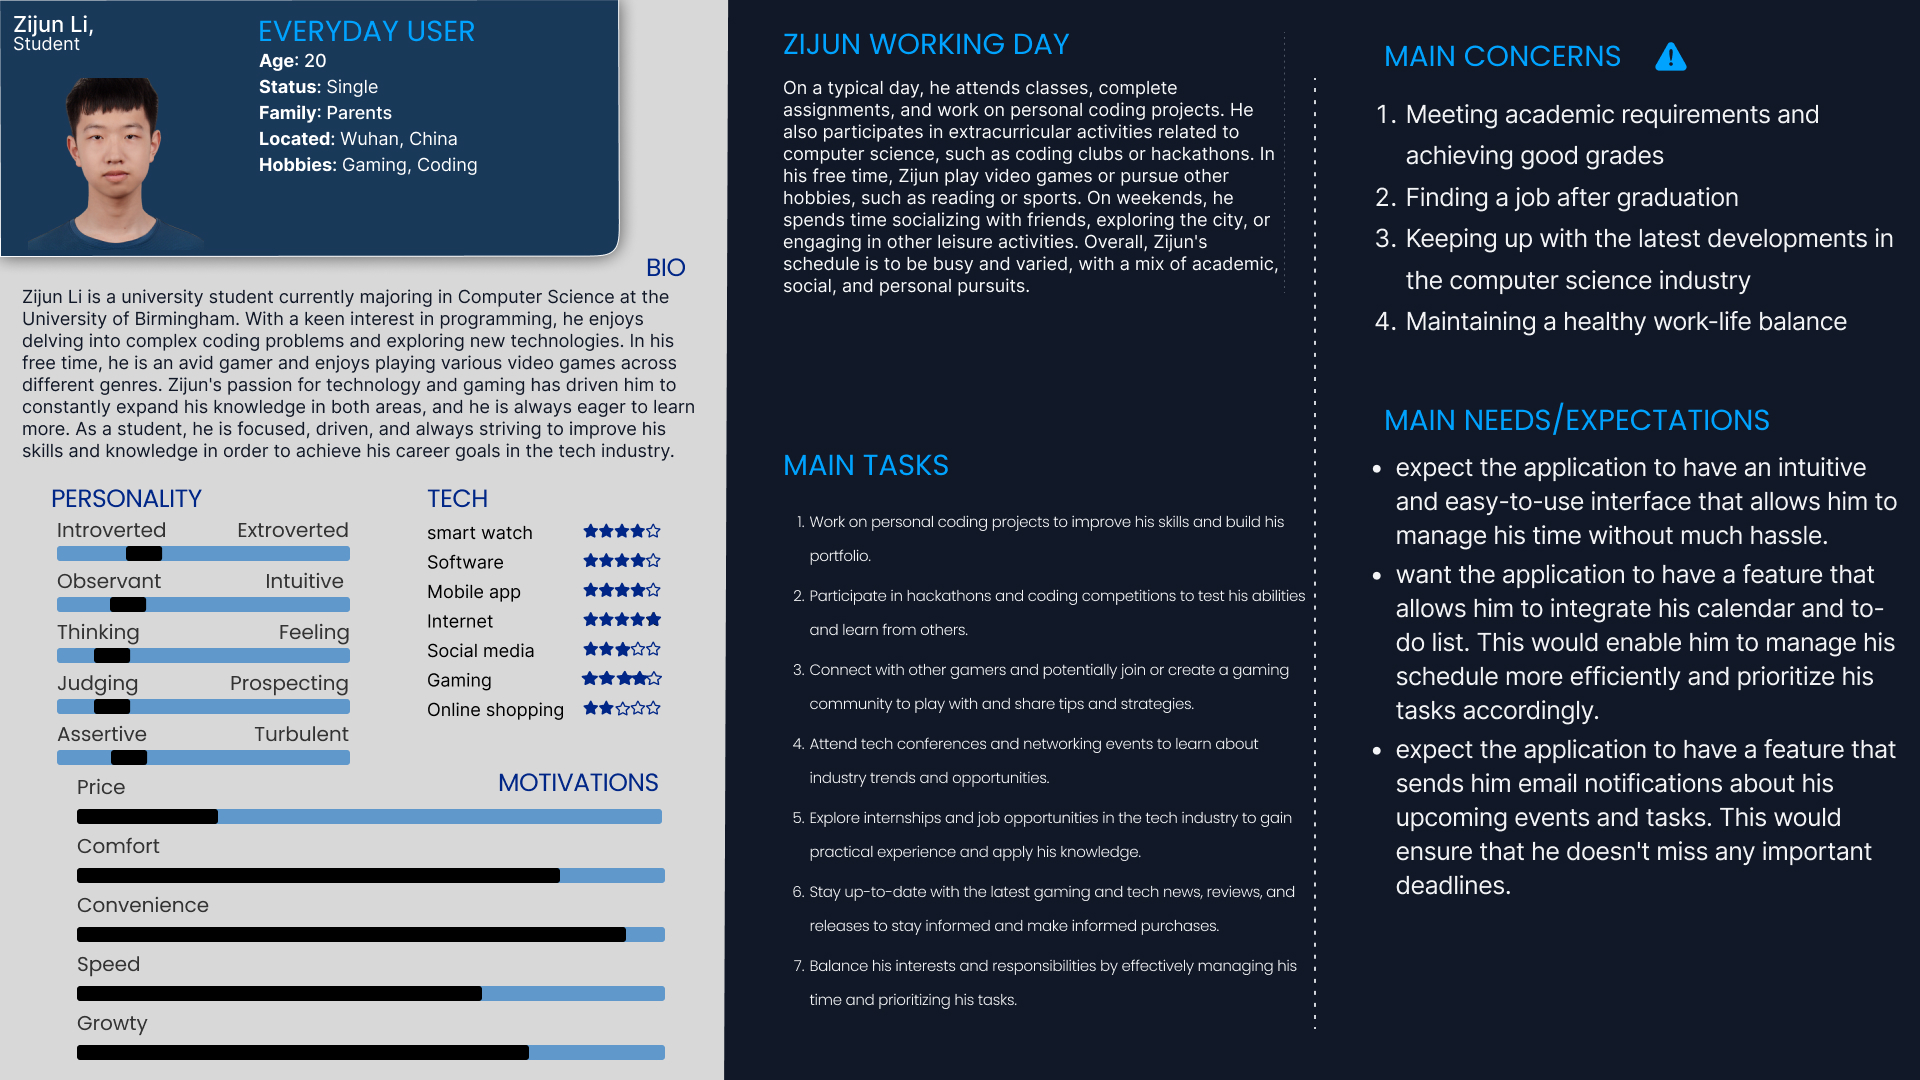 Zijun Li,
Student
EVERYDAY USER
Age: 20
Status: Single
Family: Parents
Located: Wuhan, China
Hobbies: Gaming, Coding
BIO
Zijun Li is a university student currently majoring in Computer Science at the
University of Birmingham. With a keen interest in programming, he enjoys
delving into complex coding problems and exploring new technologies. In his
free time, he is an avid gamer and enjoys playing various video games across
different genres. Zijun's passion for technology and gaming has driven him to
constantly expand his knowledge in both areas, and he is always eager to learn
more. As a student, he is focused, driven, and always striving to improve his
skills and knowledge in order to achieve his career goals in the tech industry.
PERSONALITY
Introverted Extroverted
Observant Intuitive
Thinking Feeling
Judging Prospecting
Assertive Turbulent
TECH
smart watch
Software
Mobile app
Internet
Social media
Gaming
Online shopping
MOTIVATIONS
Price
Comfort
Convenience
Speed
Growty
ZIJUN WORKING DAY
On a typical day, he attends classes, complete
assignments, and work on personal coding projects. He
also participates in extracurricular activities related to
computer science, such as coding clubs or hackathons. In
his free time, Zijun play video games or pursue other
hobbies, such as reading or sports. On weekends, he
spends time socializing with friends, exploring the city, or
engaging in other leisure activities. Overall, Zijun's
schedule is to be busy and varied, with a mix of academic,
social, and personal pursuits.
MAIN TASKS
1. Work on personal coding projects to improve his skills and build his
portfolio.
2. Participate in hackathons and coding competitions to test his abilities
and learn from others.
3. Connect with other gamers and potentially join or create a gaming
community to play with and share tips and strategies.
4. Attend tech conferences and networking events to learn about
industry trends and opportunities.
5. Explore internships and job opportunities in the tech industry to gain
practical experience and apply his knowledge.
6. Stay up-to-date with the latest gaming and tech news, reviews, and
releases to stay informed and make informed purchases.
7. Balance his interests and responsibilities by effectively managing his
time and prioritizing his tasks.
MAIN CONCERNS
1. Meeting academic requirements and
achieving good grades
2. Finding a job after graduation
3. Keeping up with the latest developments in
the computer science industry
4. Maintaining a healthy work-life balance
MAIN NEEDS/EXPECTATIONS
• expect the application to have an intuitive
and easy-to-use interface that allows him to
manage his time without much hassle.
• want the application to have a feature that
allows him to integrate his calendar and to-
do list. This would enable him to manage his
schedule more efficiently and prioritize his
tasks accordingly.
• expect the application to have a feature that
sends him email notifications about his
upcoming events and tasks. This would
ensure that he doesn't miss any important
deadlines.